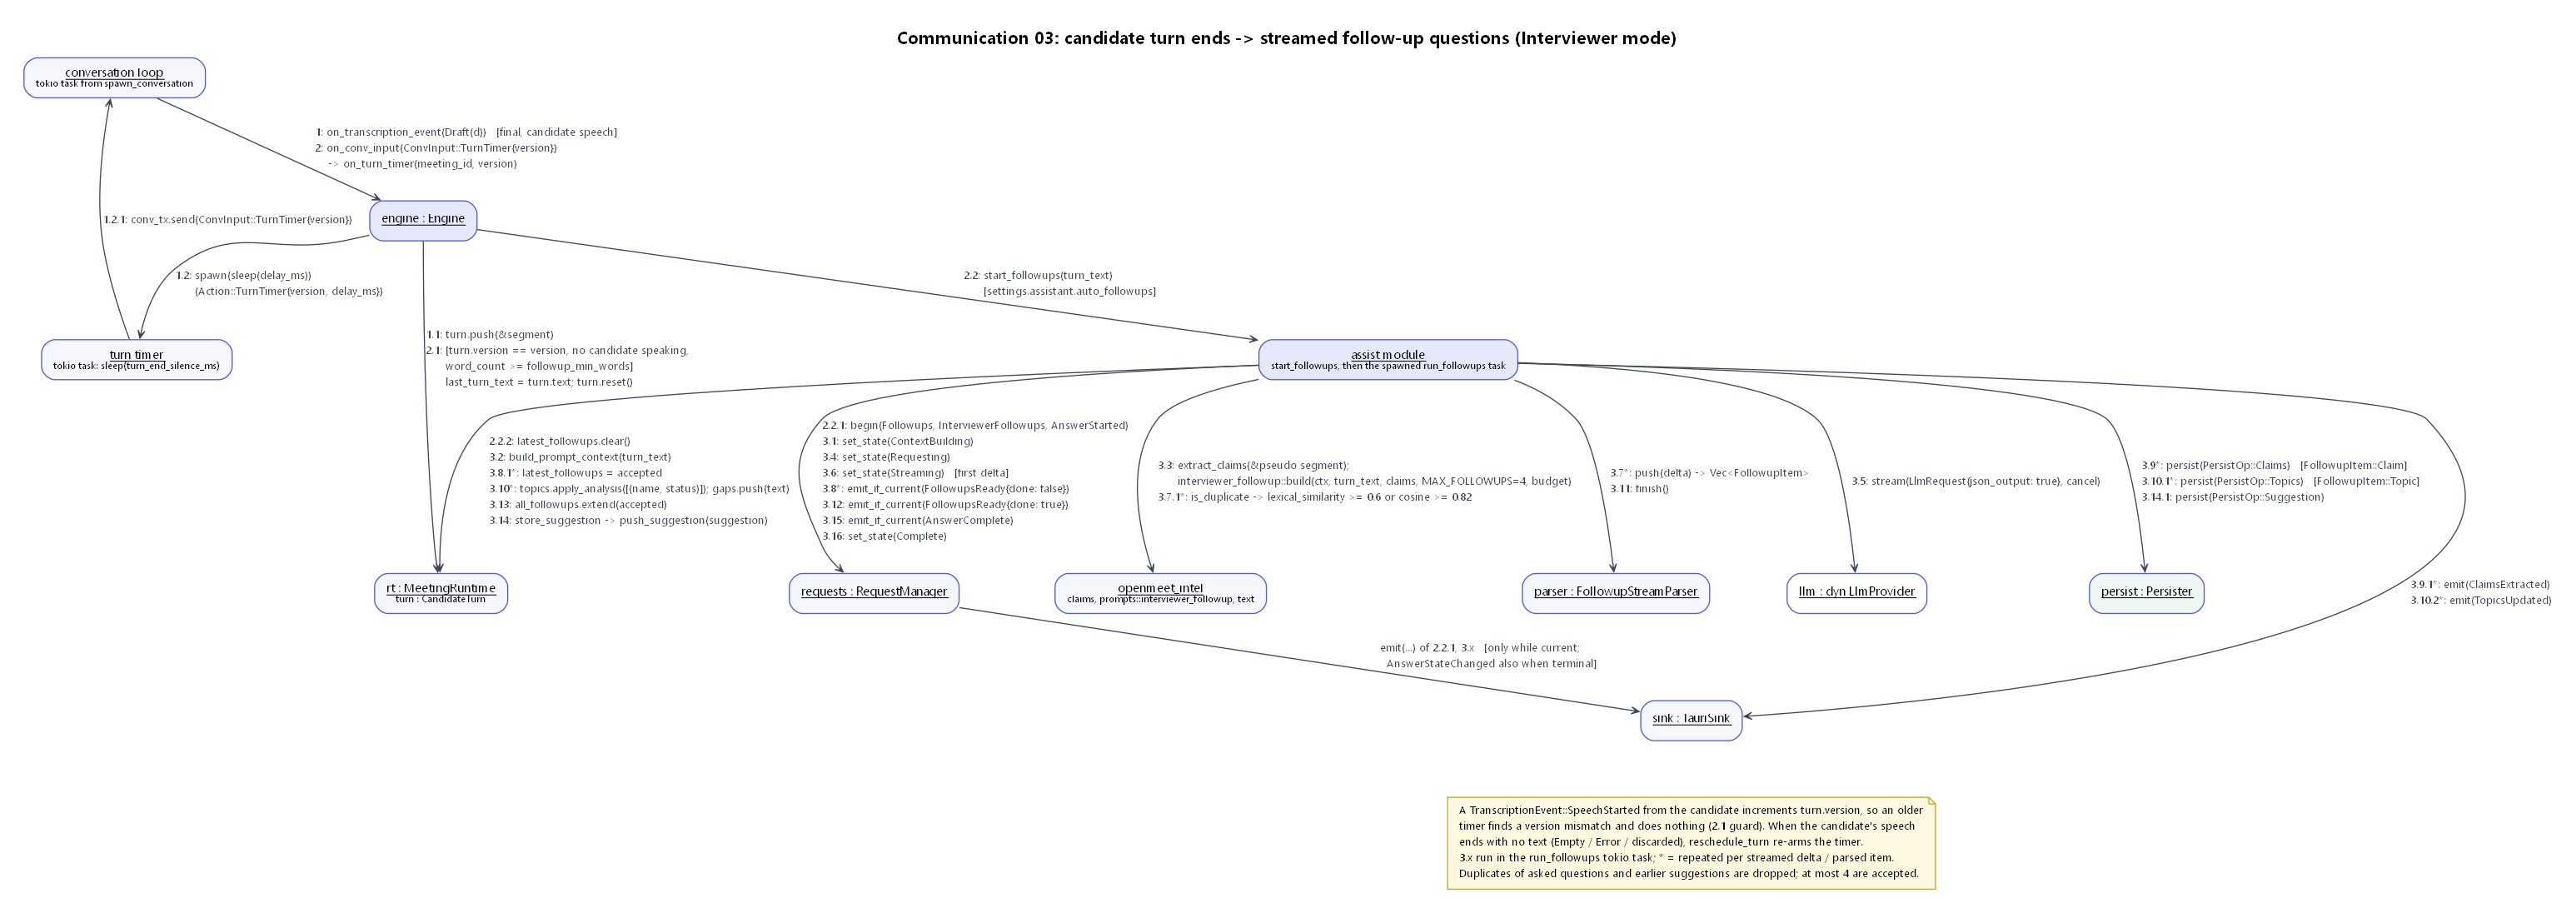 Communication 03: candidate turn ends -> streamed follow-up questions (Interviewer mode)
conversation loop
tokio task from spawn_conversation
1: on_transcription_event(Draft(d))   [final, candidate speech]
2: on_conv_input(ConvInput::TurnTimer{version})
-> on_turn_timer(meeting_id, version)
engine : Engine
1.2.1: conv_tx.send(ConvInput::TurnTimer{version})
1.2: spawn(sleep(delay_ms))
(Action::TurnTimer{version, delay_ms})
2.2: start_followups(turn_text)
[settings.assistant.auto_followups]
turn timer
tokio task: sleep(turn_end_silence_ms)
1.1: turn.push(&segment)
2.1: [turn.version == version, no candidate speaking,
word_count >= followup_min_words]
last_turn_text = turn.text; turn.reset()
assist module
start_followups, then the spawned run_followups task
2.2.2: latest_followups.clear()
3.2: build_prompt_context(turn_text)
3.8.1*: latest_followups = accepted
3.10*: topics.apply_analysis([{name, status}]); gaps.push(text)
3.13: all_followups.extend(accepted)
3.14: store_suggestion -> push_suggestion(suggestion)
2.2.1: begin(Followups, InterviewerFollowups, AnswerStarted)
3.1: set_state(ContextBuilding)
3.4: set_state(Requesting)
3.6: set_state(Streaming)   [first delta]
3.8*: emit_if_current(FollowupsReady{done: false})
3.12: emit_if_current(FollowupsReady{done: true})
3.15: emit_if_current(AnswerComplete)
3.16: set_state(Complete)
3.3: extract_claims(&pseudo segment);
interviewer_followup::build(ctx, turn_text, claims, MAX_FOLLOWUPS=4, budget)
3.7.1*: is_duplicate -> lexical_similarity >= 0.6 or cosine >= 0.82
3.7*: push(delta) -> Vec<FollowupItem>
3.11: finish()
3.5: stream(LlmRequest{json_output: true}, cancel)
3.9*: persist(PersistOp::Claims)   [FollowupItem::Claim]
3.10.1*: persist(PersistOp::Topics)   [FollowupItem::Topic]
3.14.1: persist(PersistOp::Suggestion)
3.9.1*: emit(ClaimsExtracted)
3.10.2*: emit(TopicsUpdated)
rt : MeetingRuntime
turn : CandidateTurn
requests : RequestManager
openmeet_intel
claims, prompts::interviewer_followup, text
parser : FollowupStreamParser
llm : dyn LlmProvider
persist : Persister
emit(...) of 2.2.1, 3.x   [only while current;
AnswerStateChanged also when terminal]
sink : TauriSink
A TranscriptionEvent::SpeechStarted from the candidate increments turn.version, so an older
timer finds a version mismatch and does nothing (2.1 guard). When the candidate's speech
ends with no text (Empty / Error / discarded), reschedule_turn re-arms the timer.
3.x run in the run_followups tokio task; * = repeated per streamed delta / parsed item.
Duplicates of asked questions and earlier suggestions are dropped; at most 4 are accepted.